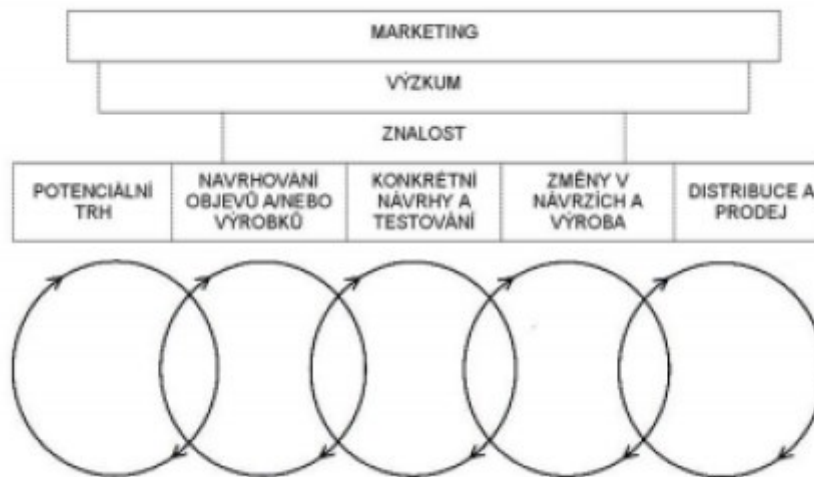 MARKETING
VÝZKUM
ZNALOST
POTENCIÁLNÍ
TRH
NAVRHOVÁNÍ
OBJEVŮ A/NEBO
VÝROBKŮ
KONKRÉTNÍ
NÁVRHY A
TESTOVÁNÍ
ZMĚNY V
NÁVRZÍCH A
VÝROBA
DISTRIBUCE A
PRODEJ